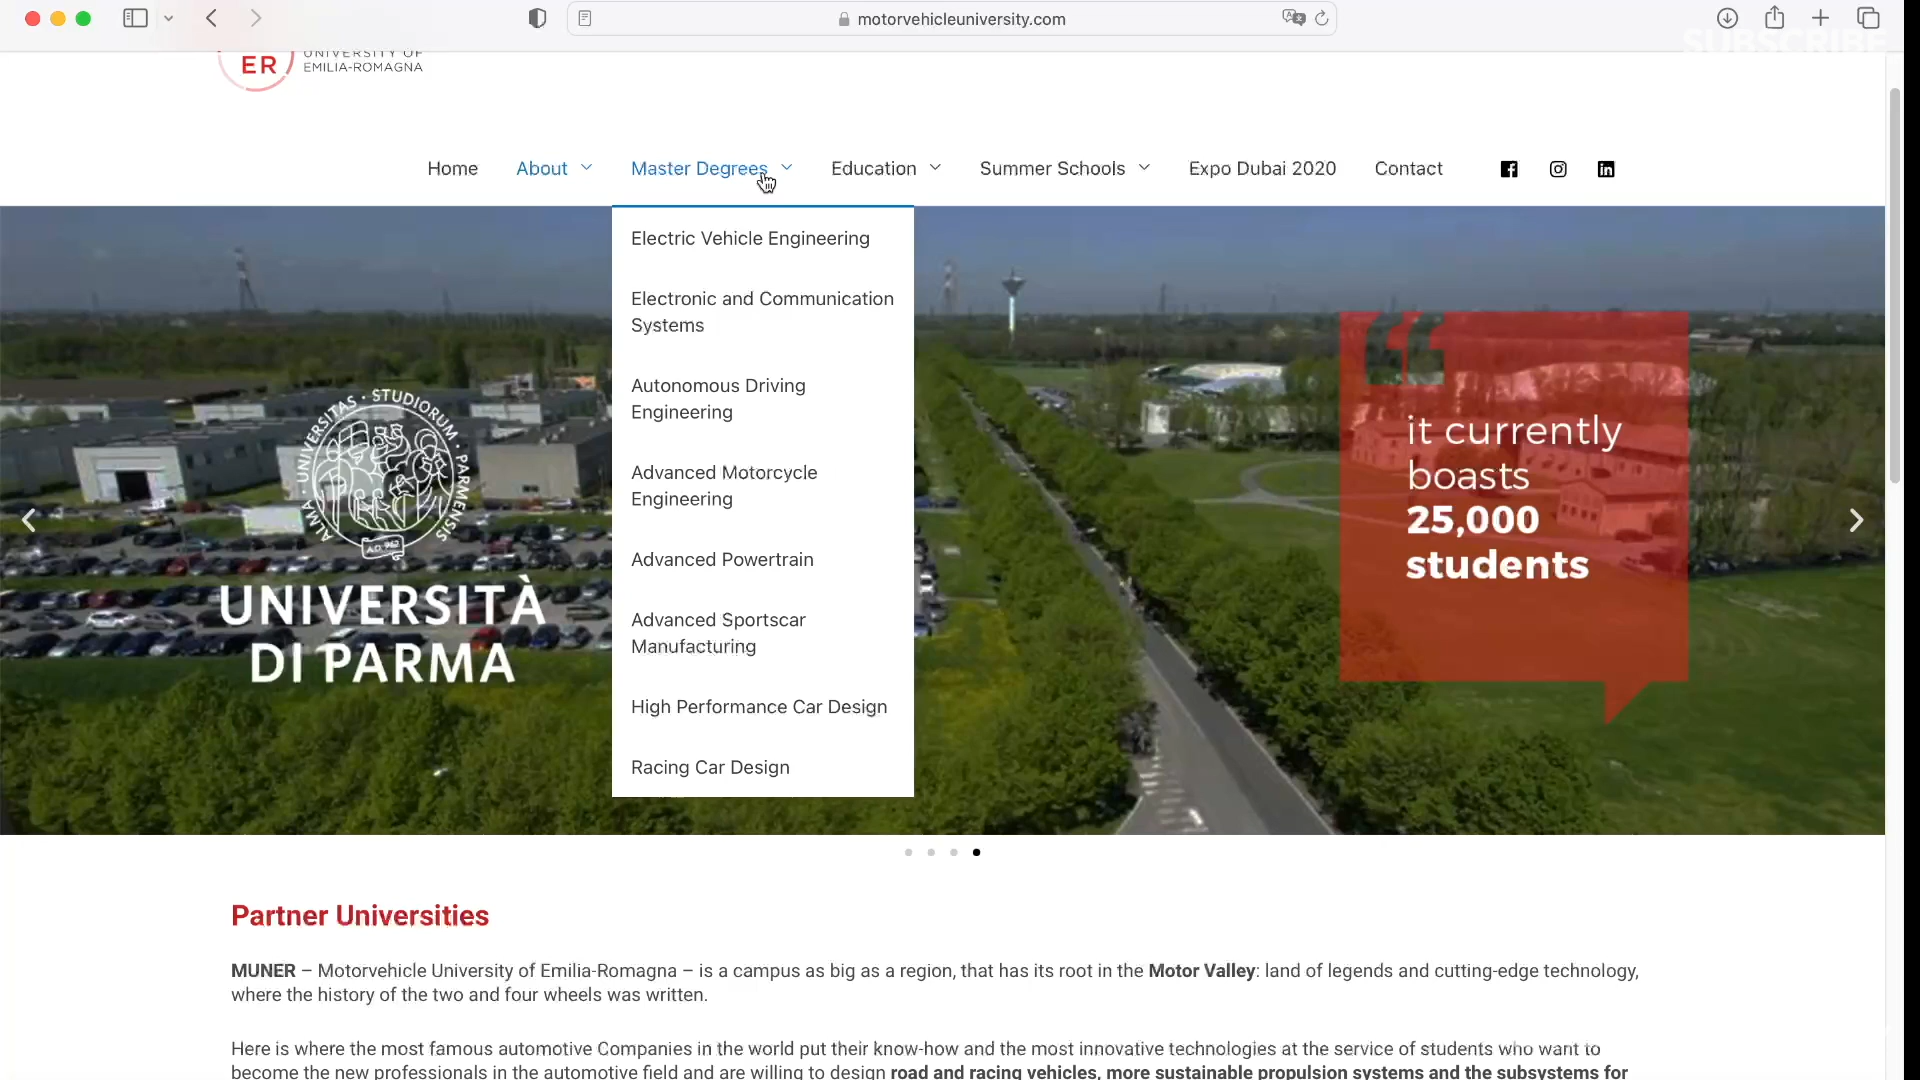 motorvehicleuniversity.com
SUBSCRIBE
UNIVERSITY OF
ER EMILIA-ROMAGNA
Home About Master Degrees Education Summer Schools Expo Dubai 2020 Contact
Electric Vehicle Engineering
Electronic and Communication
Systems
Autonomous Driving
Engineering
Advanced Motorcycle
Engineering
Advanced Powertrain
Advanced Sportscar
Manufacturing
High Performance Car Design
Racing Car Design
ALMA · UNIVERSITAS · STUDIORUM · PARMENSIS
A.D. 962
UNIVERSITÀ
DI PARMA
“
it currently
boasts
25,000
students
Partner Universities
MUNER – Motorvehicle University of Emilia-Romagna – is a campus as big as a region, that has its root in the Motor Valley: land of legends and cutting-edge technology,
where the history of the two and four wheels was written.
Here is where the most famous automotive Companies in the world put their know-how and the most innovative technologies at the service of students who want to
become the new professionals in the automotive field and are willing to design road and racing vehicles, more sustainable propulsion systems and the subsystems for